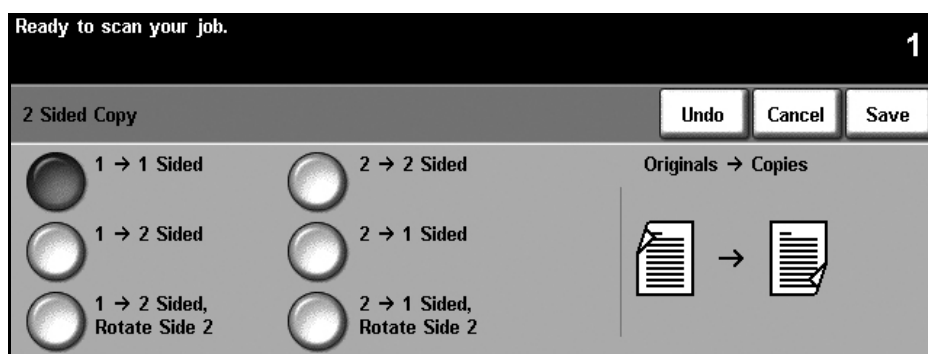 Ready to scan your job.
1
2 Sided Copy
Undo
Cancel
Save
1 → 1 Sided
2 → 2 Sided
Originals → Copies
1 → 2 Sided
2 → 1 Sided
1 → 2 Sided,
Rotate Side 2
2 → 1 Sided,
Rotate Side 2